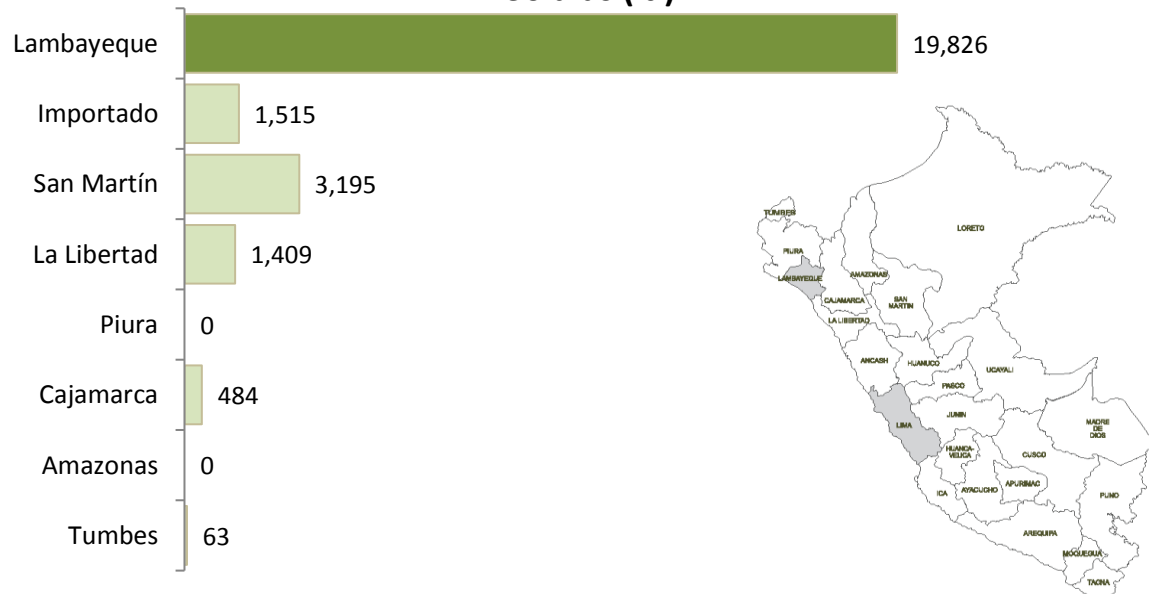 Lambayeque 19,826
Importado 1,515
San Martín 3,195
La Libertad 1,409
Piura 0
Cajamarca 484
Amazonas 0
Tumbes 63
TUMBES
LORETO
PIURA
LAMBAYEQUE
AMAZONAS
CAJAMARCA
SAN
MARTIN
LA LIBERTAD
ANCASH
HUANUCO
UCAYALI
PASCO
LIMA
JUNIN
MADRE
DE
DIOS
HUANCA-
VELICA
CUSCO
ICA
AYACUCHO
APURIMAC
PUNO
AREQUIPA
MOQUEGUA
TACNA